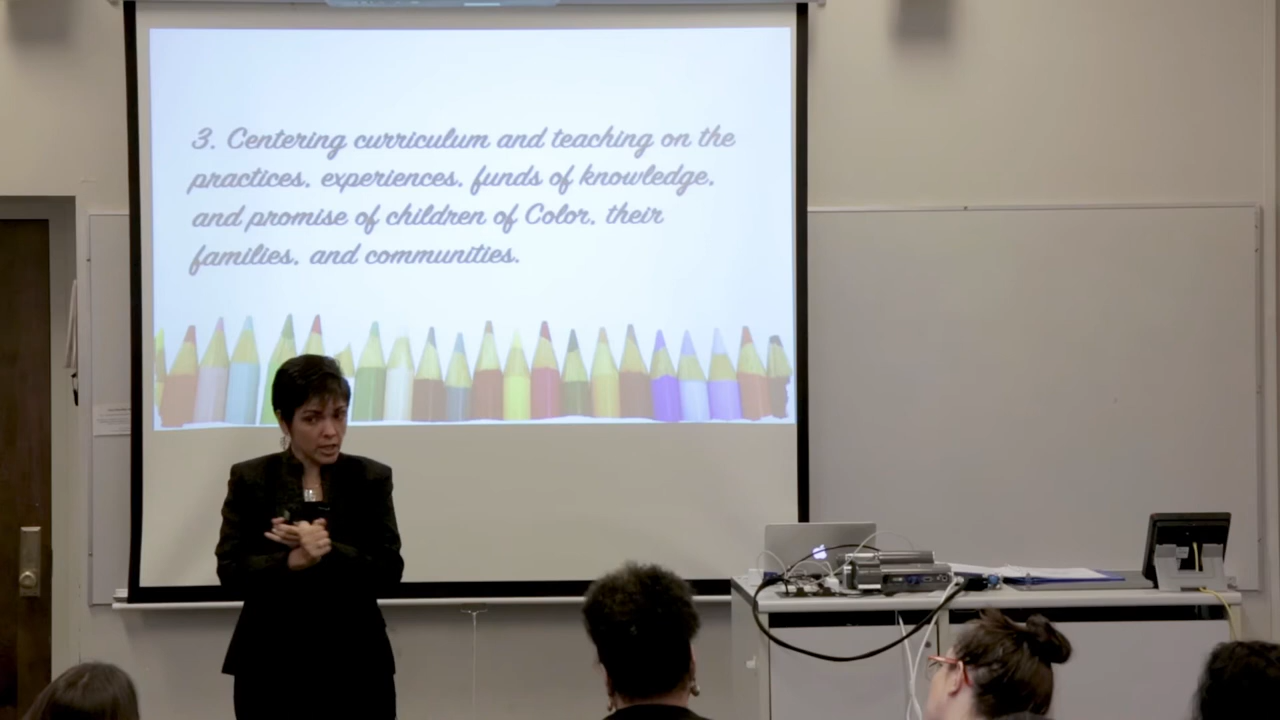 3. Centering curriculum and teaching on the
practices, experiences, funds of knowledge,
and promise of children of Color, their
families, and communities.